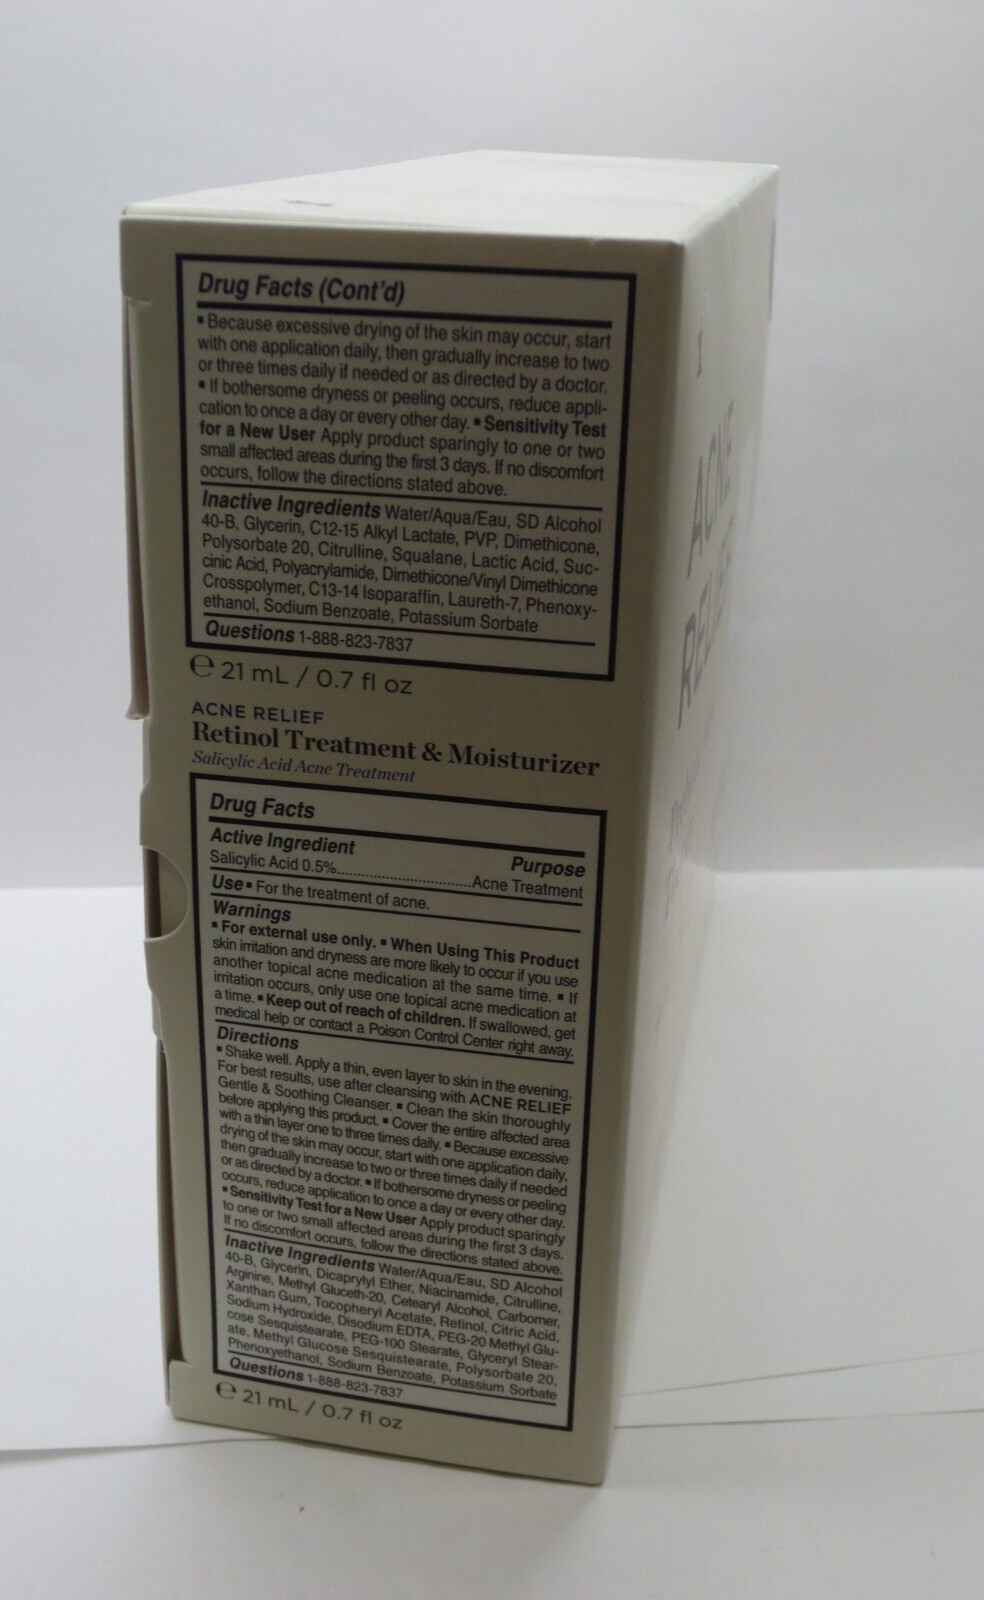 Drug Facts (Cont'd)
▪ Because excessive drying of the skin may occur, start
with one application daily, then gradually increase to two
or three times daily if needed or as directed by a doctor.
▪ If bothersome dryness or peeling occurs, reduce appli-
cation to once a day or every other day. ▪ Sensitivity Test
for a New User Apply product sparingly to one or two
small affected areas during the first 3 days. If no discomfort
occurs, follow the directions stated above.
Inactive Ingredients Water/Aqua/Eau, SD Alcohol
40-B, Glycerin, C12-15 Alkyl Lactate, PVP, Dimethicone,
Polysorbate 20, Citrulline, Squalane, Lactic Acid, Suc-
cinic Acid, Polyacrylamide, Dimethicone/Vinyl Dimethicone
Crosspolymer, C13-14 Isoparaffin, Laureth-7, Phenoxy-
ethanol, Sodium Benzoate, Potassium Sorbate
Questions 1-888-823-7837
℮ 21 mL / 0.7 fl oz
ACNE RELIEF
Retinol Treatment & Moisturizer
Salicylic Acid Acne Treatment
Drug Facts
Active Ingredient Purpose
Salicylic Acid 0.5%................................Acne Treatment
Use ▪ For the treatment of acne.
Warnings
▪ For external use only. ▪ When Using This Product
skin irritation and dryness are more likely to occur if you use
another topical acne medication at the same time. ▪ If
irritation occurs, only use one topical acne medication at
a time. ▪ Keep out of reach of children. If swallowed, get
medical help or contact a Poison Control Center right away.
Directions
▪ Shake well. Apply a thin, even layer to skin in the evening.
For best results, use after cleansing with ACNE RELIEF
Gentle & Soothing Cleanser. ▪ Clean the skin thoroughly
before applying this product. ▪ Cover the entire affected area
with a thin layer one to three times daily. ▪ Because excessive
drying of the skin may occur, start with one application daily,
then gradually increase to two or three times daily if needed
or as directed by a doctor. ▪ If bothersome dryness or peeling
occurs, reduce application to once a day or every other day.
▪ Sensitivity Test for a New User Apply product sparingly
to one or two small affected areas during the first 3 days.
If no discomfort occurs, follow the directions stated above.
Inactive Ingredients Water/Aqua/Eau, SD Alcohol
40-B, Glycerin, Dicaprylyl Ether, Niacinamide, Citrulline,
Arginine, Methyl Gluceth-20, Cetearyl Alcohol, Carbomer,
Xanthan Gum, Tocopheryl Acetate, Retinol, Citric Acid,
Sodium Hydroxide, Disodium EDTA, PEG-20 Methyl Glu-
cose Sesquistearate, PEG-100 Stearate, Glyceryl Stear-
ate, Methyl Glucose Sesquistearate, Polysorbate 20,
Phenoxyethanol, Sodium Benzoate, Potassium Sorbate
Questions 1-888-823-7837
℮ 21 mL / 0.7 fl oz
ACNE
RELIEF